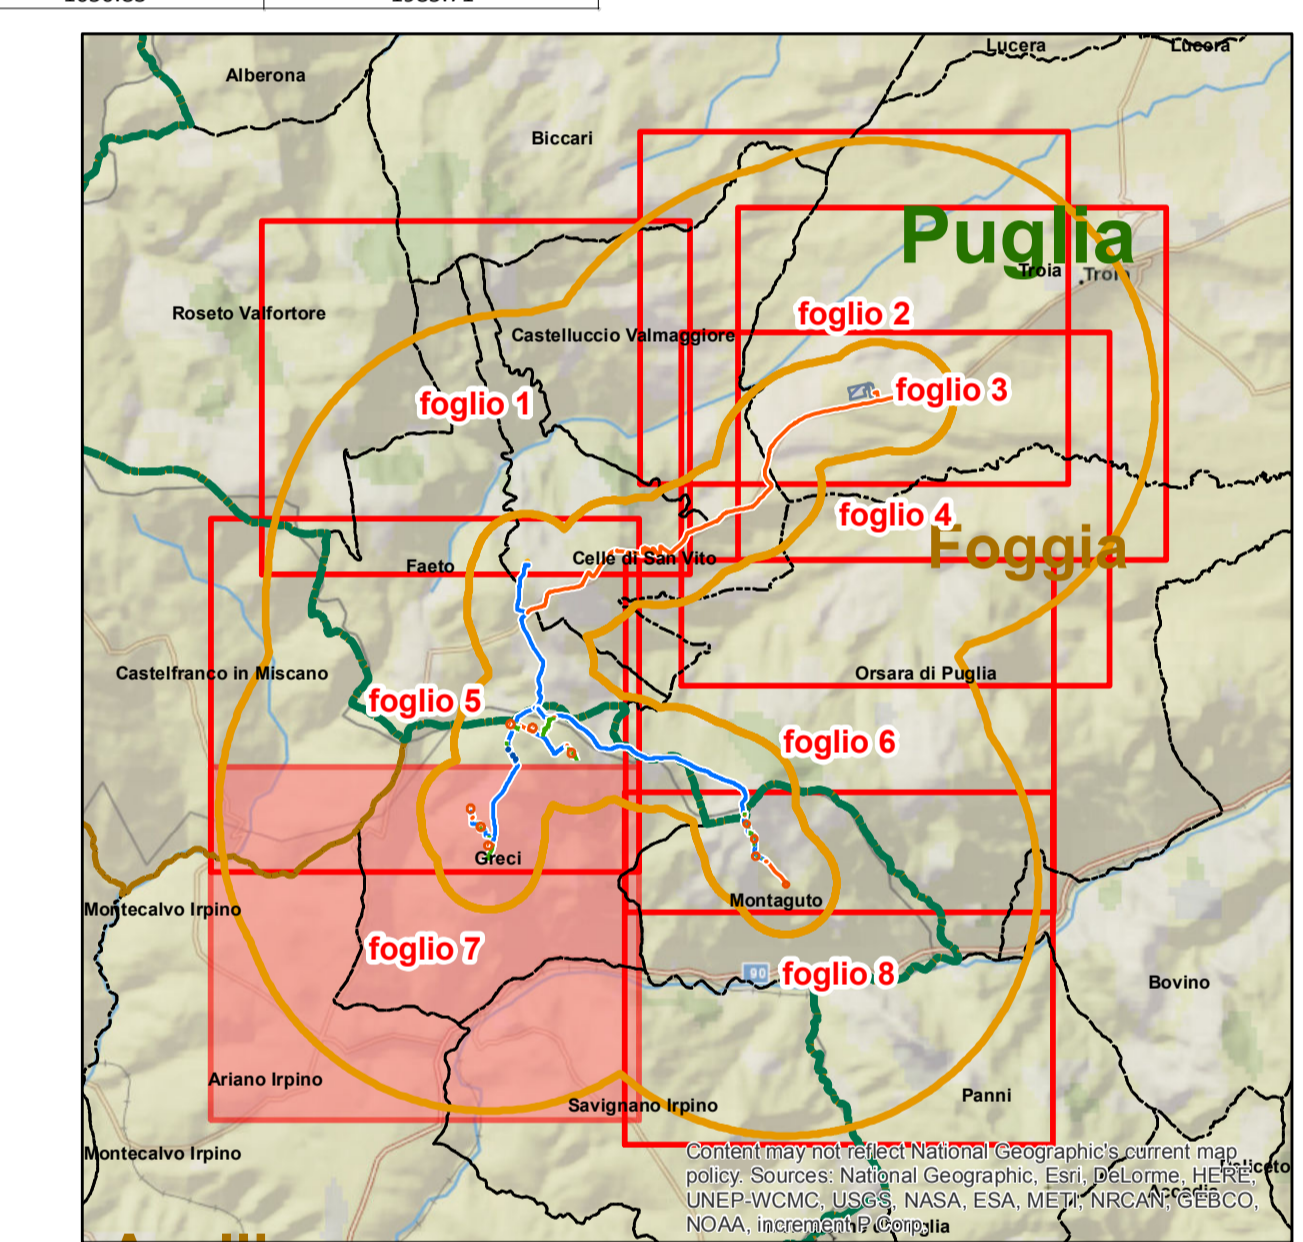 Lucera
Lucera
Alberona
Biccari
Puglia
Troia
Troia
Roseto Valfortore
foglio 2
Castelluccio Valmaggiore
foglio 1
foglio 3
foglio 4
Foggia
Faeto
Celle di San Vito
Castelfranco in Miscano
Orsara di Puglia
foglio 5
foglio 6
Greci
Montaguto
Montecalvo Irpino
foglio 7
90
foglio 8
Bovino
Ariano Irpino
Savignano Irpino
Panni
Montecalvo Irpino
Content may not reflect National Geographic's current map
policy. Sources: National Geographic, Esri, DeLorme, HERE,
UNEP-WCMC, USGS, NASA, ESA, METI, NRCAN, GEBCO,
NOAA, increment P Corp.